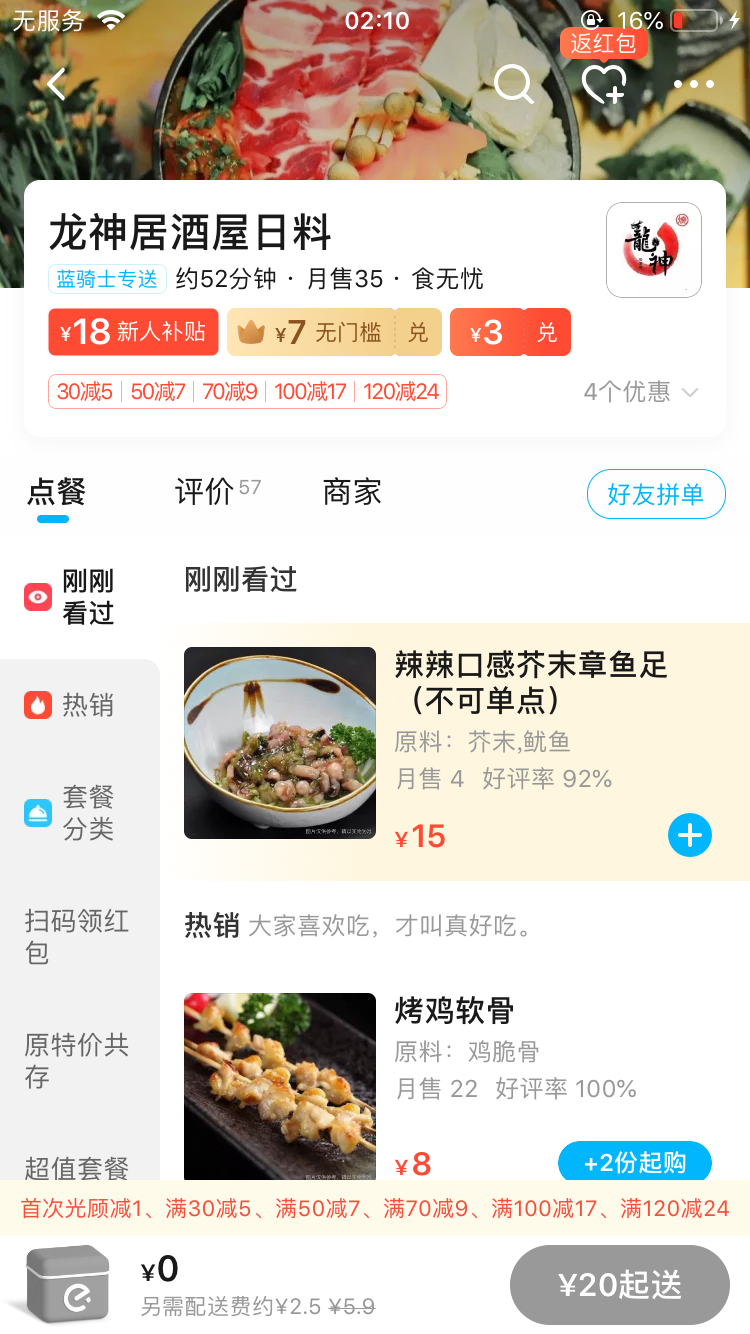 无服务
02:10
16%
返红包
龙神居酒屋日料
龍神
燒
蓝骑士专送 约52分钟 · 月售35 · 食无忧
¥18 新人补贴
¥7 无门槛 兑
¥3 兑
30减5 50减7 70减9 100减17 120减24
4个优惠
点餐
评价 57
商家
好友拼单
刚刚
看过
热销
套餐
分类
扫码领红
包
原特价共
存
超值套餐
刚刚看过
辣辣口感芥末章鱼足
（不可单点）
原料：芥末,鱿鱼
月售 4 好评率 92%
¥15
热销 大家喜欢吃，才叫真好吃。
烤鸡软骨
原料：鸡脆骨
月售 22 好评率 100%
¥8
+2份起购
首次光顾减1、满30减5、满50减7、满70减9、满100减17、满120减24
¥0
另需配送费约¥2.5 ¥5.9
¥20起送